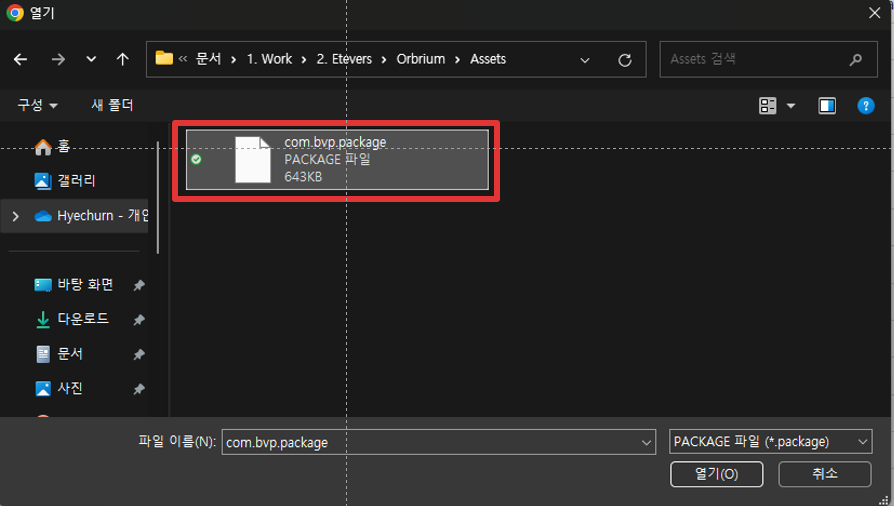 열기
« 문서 > 1. Work > 2. Etevers > Orbrium > Assets
Assets 검색
구성
새 폴더
홈
갤러리
Hyechurn - 개인
바탕 화면
다운로드
문서
사진
com.bvp.package
PACKAGE 파일
643KB
파일 이름(N):
com.bvp.package
PACKAGE 파일 (*.package)
열기(O)
취소